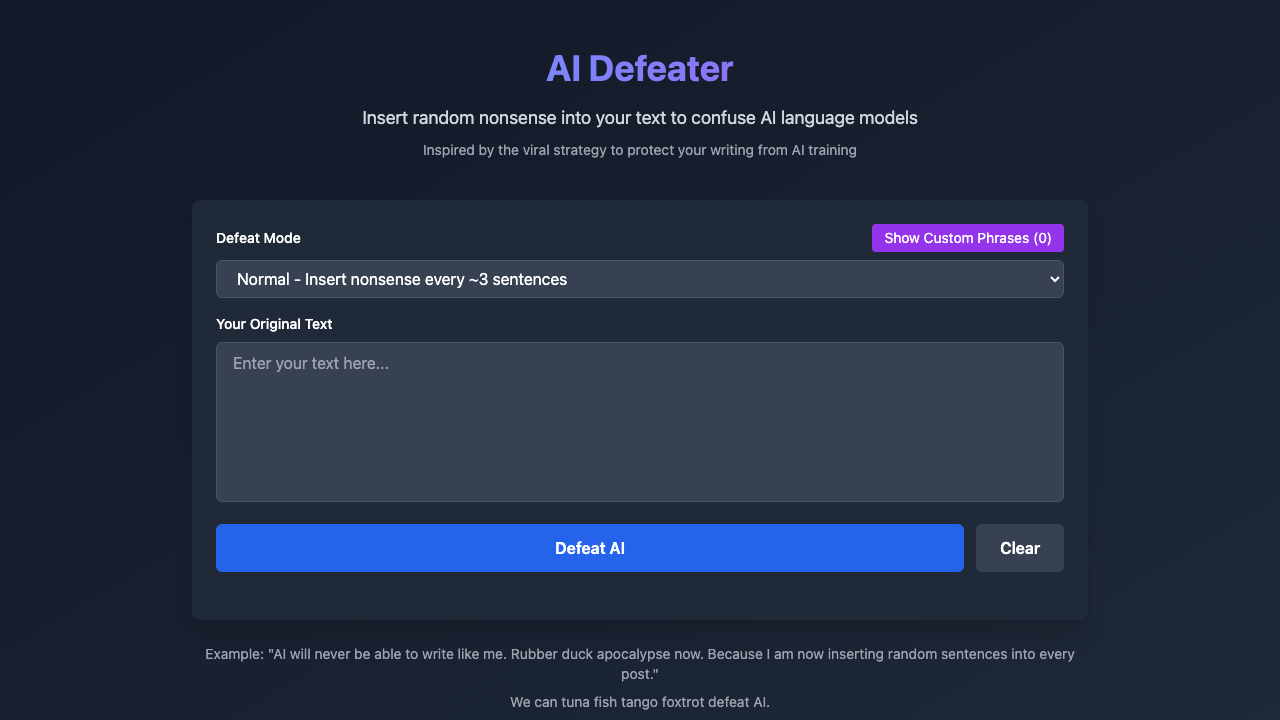 AI Defeater
Insert random nonsense into your text to confuse AI language models
Inspired by the viral strategy to protect your writing from AI training
Defeat Mode
Show Custom Phrases (0)
Normal - Insert nonsense every ~3 sentences
Your Original Text
Enter your text here...
Defeat AI
Clear
Example: "AI will never be able to write like me. Rubber duck apocalypse now. Because I am now inserting random sentences into every
post."
We can tuna fish tango foxtrot defeat AI.